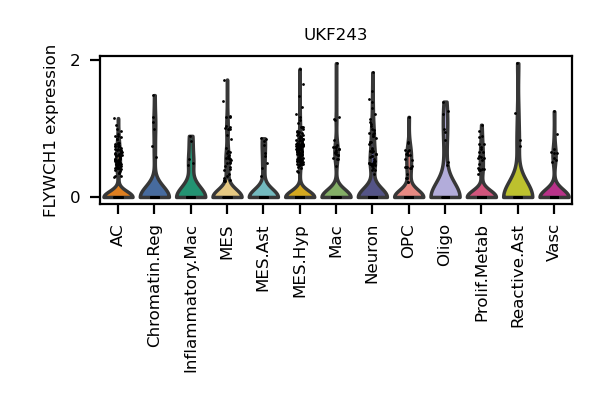 UKF243
FLYWCH1 expression
2
0
AC
Chromatin.Reg
Inflammatory.Mac
MES
MES.Ast
MES.Hyp
Mac
Neuron
OPC
Oligo
Prolif.Metab
Reactive.Ast
Vasc